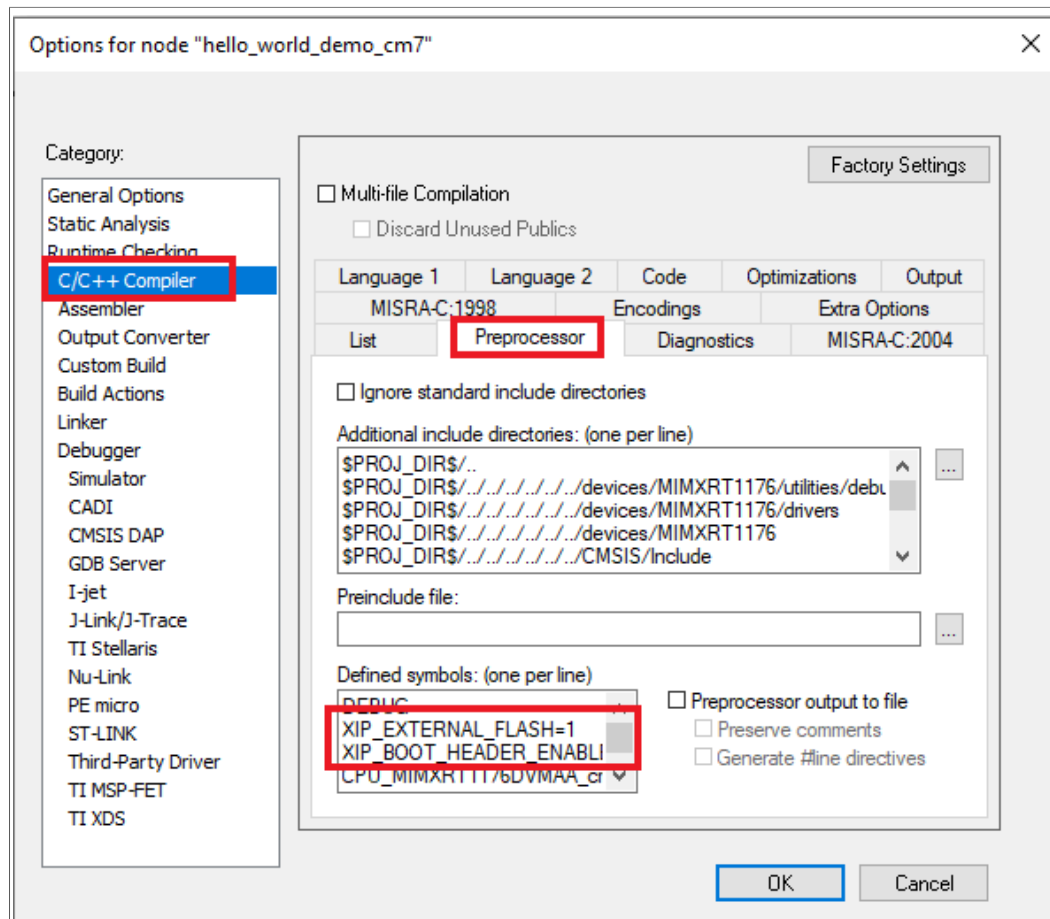 Options for node "hello_world_demo_cm7"
Category:
General Options
Static Analysis
Runtime Checking
C/C++ Compiler
Assembler
Output Converter
Custom Build
Build Actions
Linker
Debugger
Simulator
CADI
CMSIS DAP
GDB Server
I-jet
J-Link/J-Trace
TI Stellaris
Nu-Link
PE micro
ST-LINK
Third-Party Driver
TI MSP-FET
TI XDS
Factory Settings
Multi-file Compilation
Discard Unused Publics
Language 1 Language 2 Code Optimizations Output
MISRA-C:1998 Encodings Extra Options
List Preprocessor Diagnostics MISRA-C:2004
Ignore standard include directories
Additional include directories: (one per line)
$PROJ_DIR$/..
$PROJ_DIR$/../../../../../../../devices/MIMXRT1176/utilities/debu
$PROJ_DIR$/../../../../../../../devices/MIMXRT1176/drivers
$PROJ_DIR$/../../../../../../../devices/MIMXRT1176
$PROJ_DIR$/../../../../../../../CMSIS/Include
...
Preinclude file:
...
Defined symbols: (one per line)
DEBUG
XIP_EXTERNAL_FLASH=1
XIP_BOOT_HEADER_ENABLI
CPU_MIMXRT1176DVMAA_cr
Preprocessor output to file
Preserve comments
Generate #line directives
OK Cancel